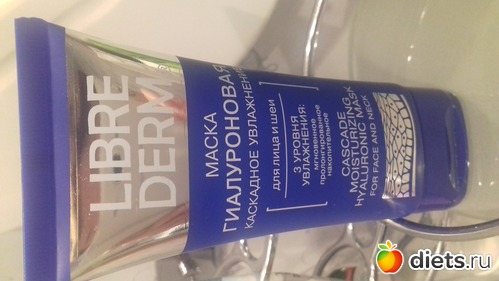 LIBRE
DERM
МАСКА
ГИАЛУРОНОВАЯ
КАСКАДНОЕ УВЛАЖНЕНИЕ
для лица и шеи
3 УРОВНЯ
УВЛАЖНЕНИЯ:
мгновенное
пролонгированное
накопительное
CASCADE
MOISTURIZING
HYALURONIC MASK
FOR FACE AND NECK
diets.ru